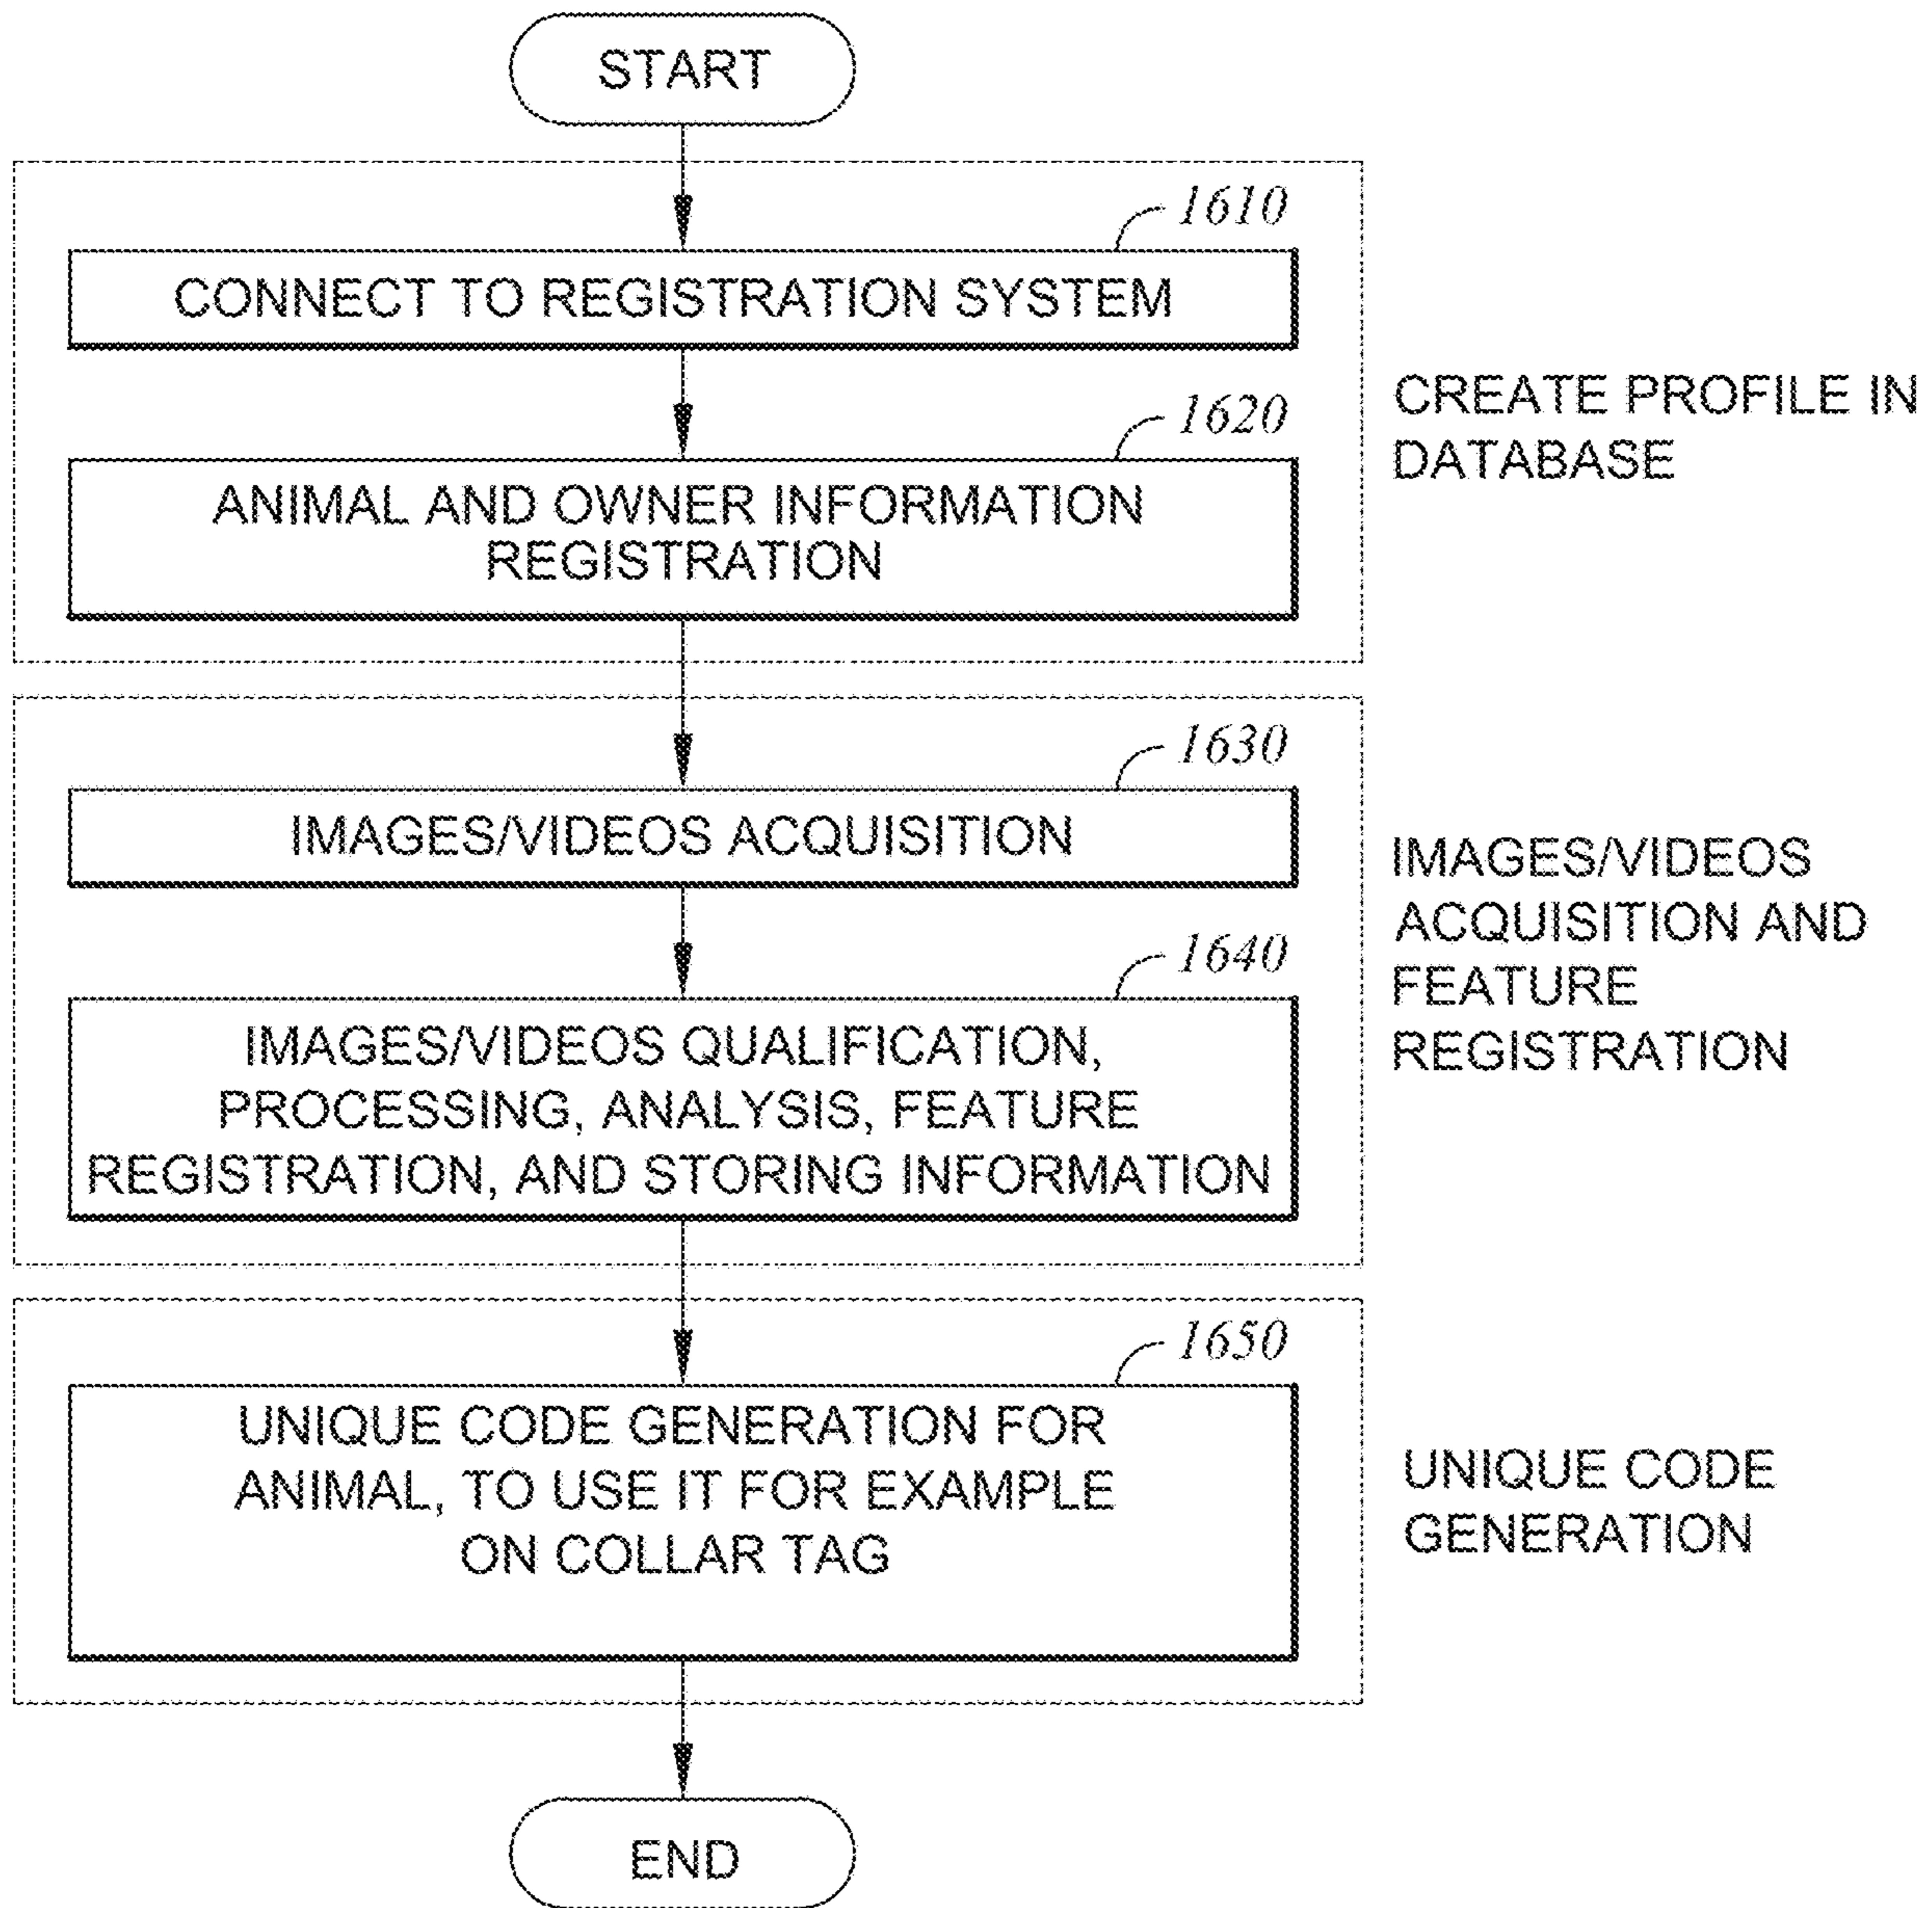 START
1610
CONNECT TO REGISTRATION SYSTEM
1620
ANIMAL AND OWNER INFORMATION
REGISTRATION
CREATE PROFILE IN
DATABASE
1630
IMAGES/VIDEOS ACQUISITION
1640
IMAGES/VIDEOS QUALIFICATION,
PROCESSING, ANALYSIS, FEATURE
REGISTRATION, AND STORING INFORMATION
IMAGES/VIDEOS
ACQUISITION AND
FEATURE
REGISTRATION
1650
UNIQUE CODE GENERATION FOR
ANIMAL, TO USE IT FOR EXAMPLE
ON COLLAR TAG
UNIQUE CODE
GENERATION
END